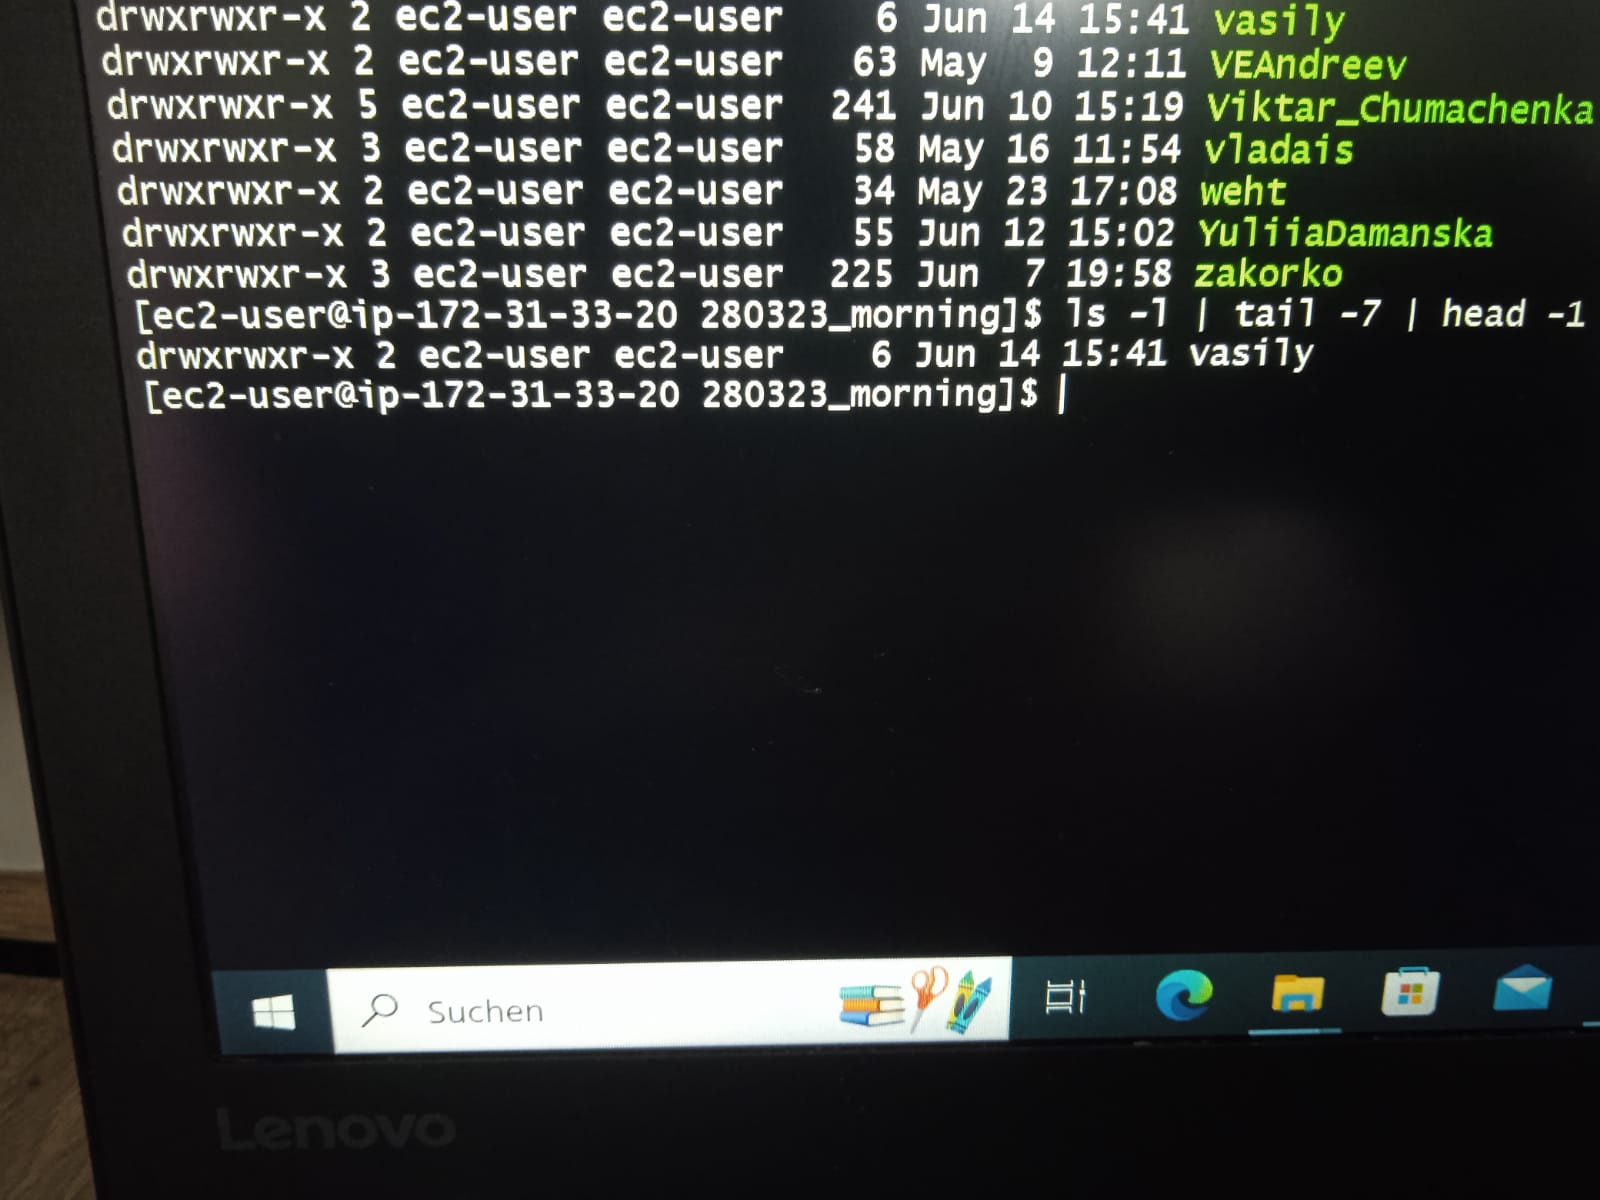 drwxrwxr-x 2 ec2-user ec2-user 6 Jun 14 15:41 vasily
drwxrwxr-x 2 ec2-user ec2-user 63 May 9 12:11 VEAndreev
drwxrwxr-x 5 ec2-user ec2-user 241 Jun 10 15:19 Viktar_Chumachenka
drwxrwxr-x 3 ec2-user ec2-user 58 May 16 11:54 vladais
drwxrwxr-x 2 ec2-user ec2-user 34 May 23 17:08 weht
drwxrwxr-x 2 ec2-user ec2-user 55 Jun 12 15:02 YuliiaDamanska
drwxrwxr-x 3 ec2-user ec2-user 225 Jun 7 19:58 zakorko
[ec2-user@ip-172-31-33-20 280323_morning]$ ls -l | tail -7 | head -1
drwxrwxr-x 2 ec2-user ec2-user 6 Jun 14 15:41 vasily
[ec2-user@ip-172-31-33-20 280323_morning]$
Suchen
Lenovo